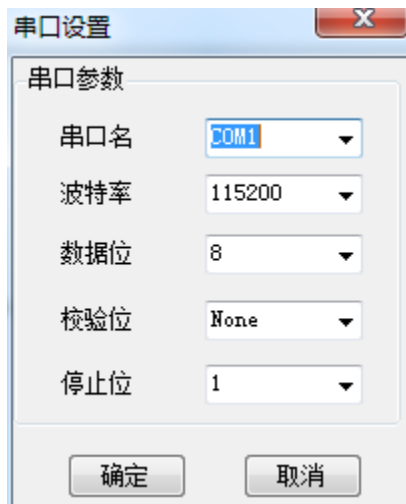 串口设置
串口参数
串口名 COM1
波特率 115200
数据位 8
校验位 None
停止位 1
确定 取消